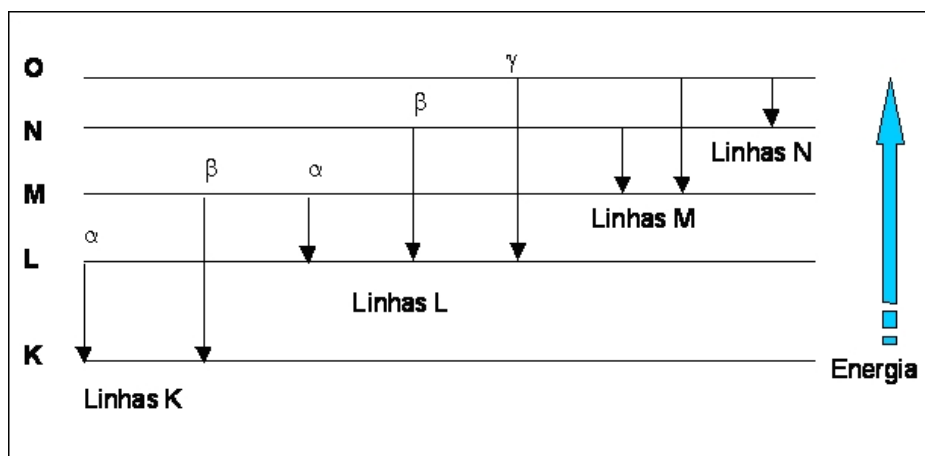 O
γ
β
N
Linhas N
β
α
M
Linhas M
α
L
Linhas L
K
Energia
Linhas K